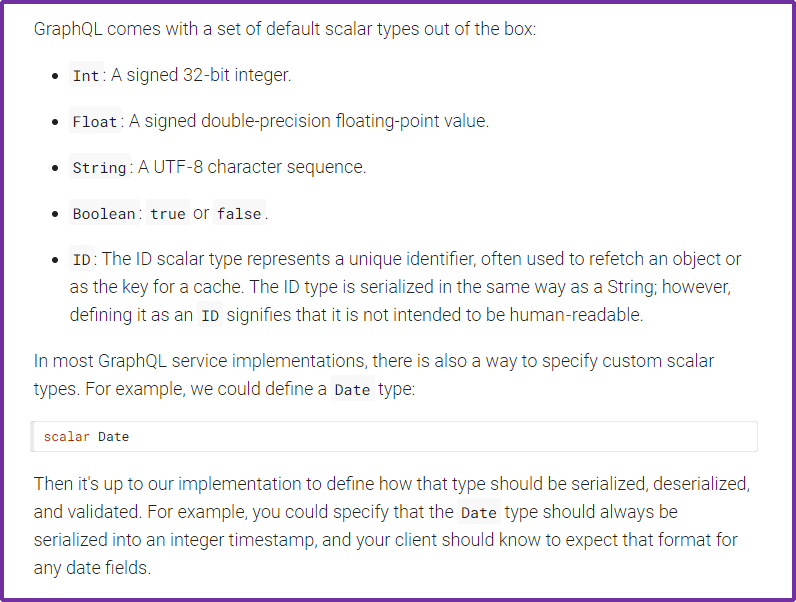 GraphQL comes with a set of default scalar types out of the box:
• Int: A signed 32-bit integer.
• Float: A signed double-precision floating-point value.
• String: A UTF-8 character sequence.
• Boolean: true or false.
• ID: The ID scalar type represents a unique identifier, often used to refetch an object or
as the key for a cache. The ID type is serialized in the same way as a String; however,
defining it as an ID signifies that it is not intended to be human-readable.
In most GraphQL service implementations, there is also a way to specify custom scalar
types. For example, we could define a Date type:
scalar Date
Then it's up to our implementation to define how that type should be serialized, deserialized,
and validated. For example, you could specify that the Date type should always be
serialized into an integer timestamp, and your client should know to expect that format for
any date fields.